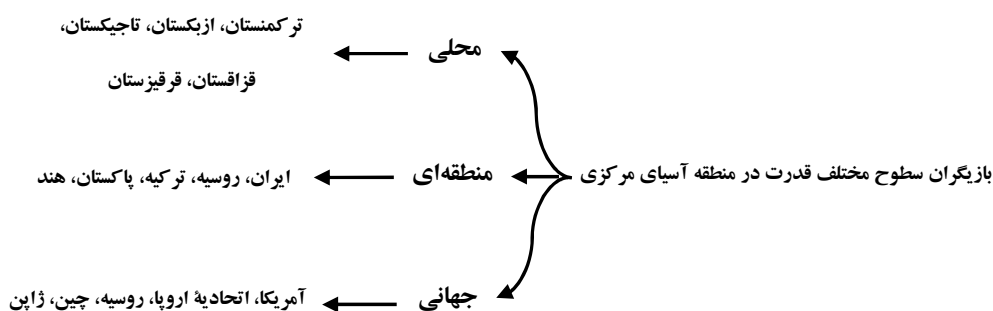 بازیگران سطوح مختلف قدرت در منطقه آسیای مرکزی
محلی
ترکمنستان، ازبکستان، تاجیکستان،
قزاقستان، قرقیزستان
منطقه‌ای
ایران، روسیه، ترکیه، پاکستان، هند
جهانی
آمریکا، اتحادیۀ اروپا، روسیه، چین، ژاپن